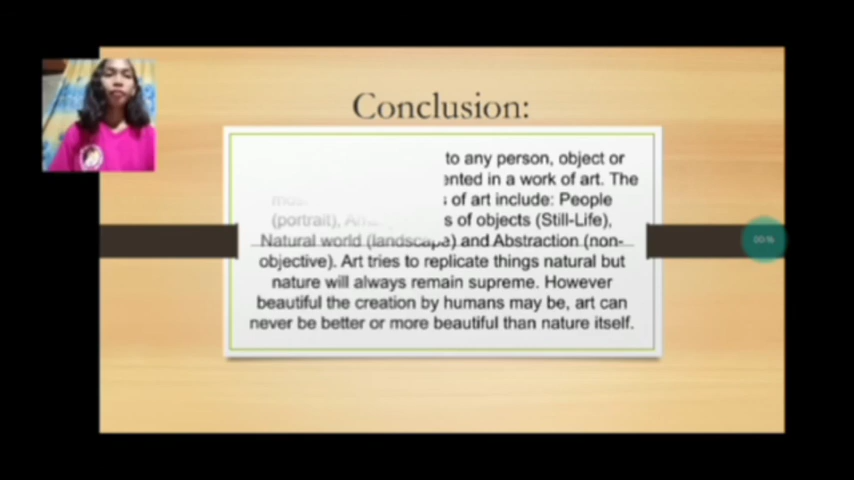 Conclusion:
to any person, object or
ented in a work of art. The
of art include: People
(portrait), s of objects (Still-Life),
Natural world (landscape) and Abstraction (non-
objective). Art tries to replicate things natural but
nature will always remain supreme. However
beautiful the creation by humans may be, art can
never be better or more beautiful than nature itself.